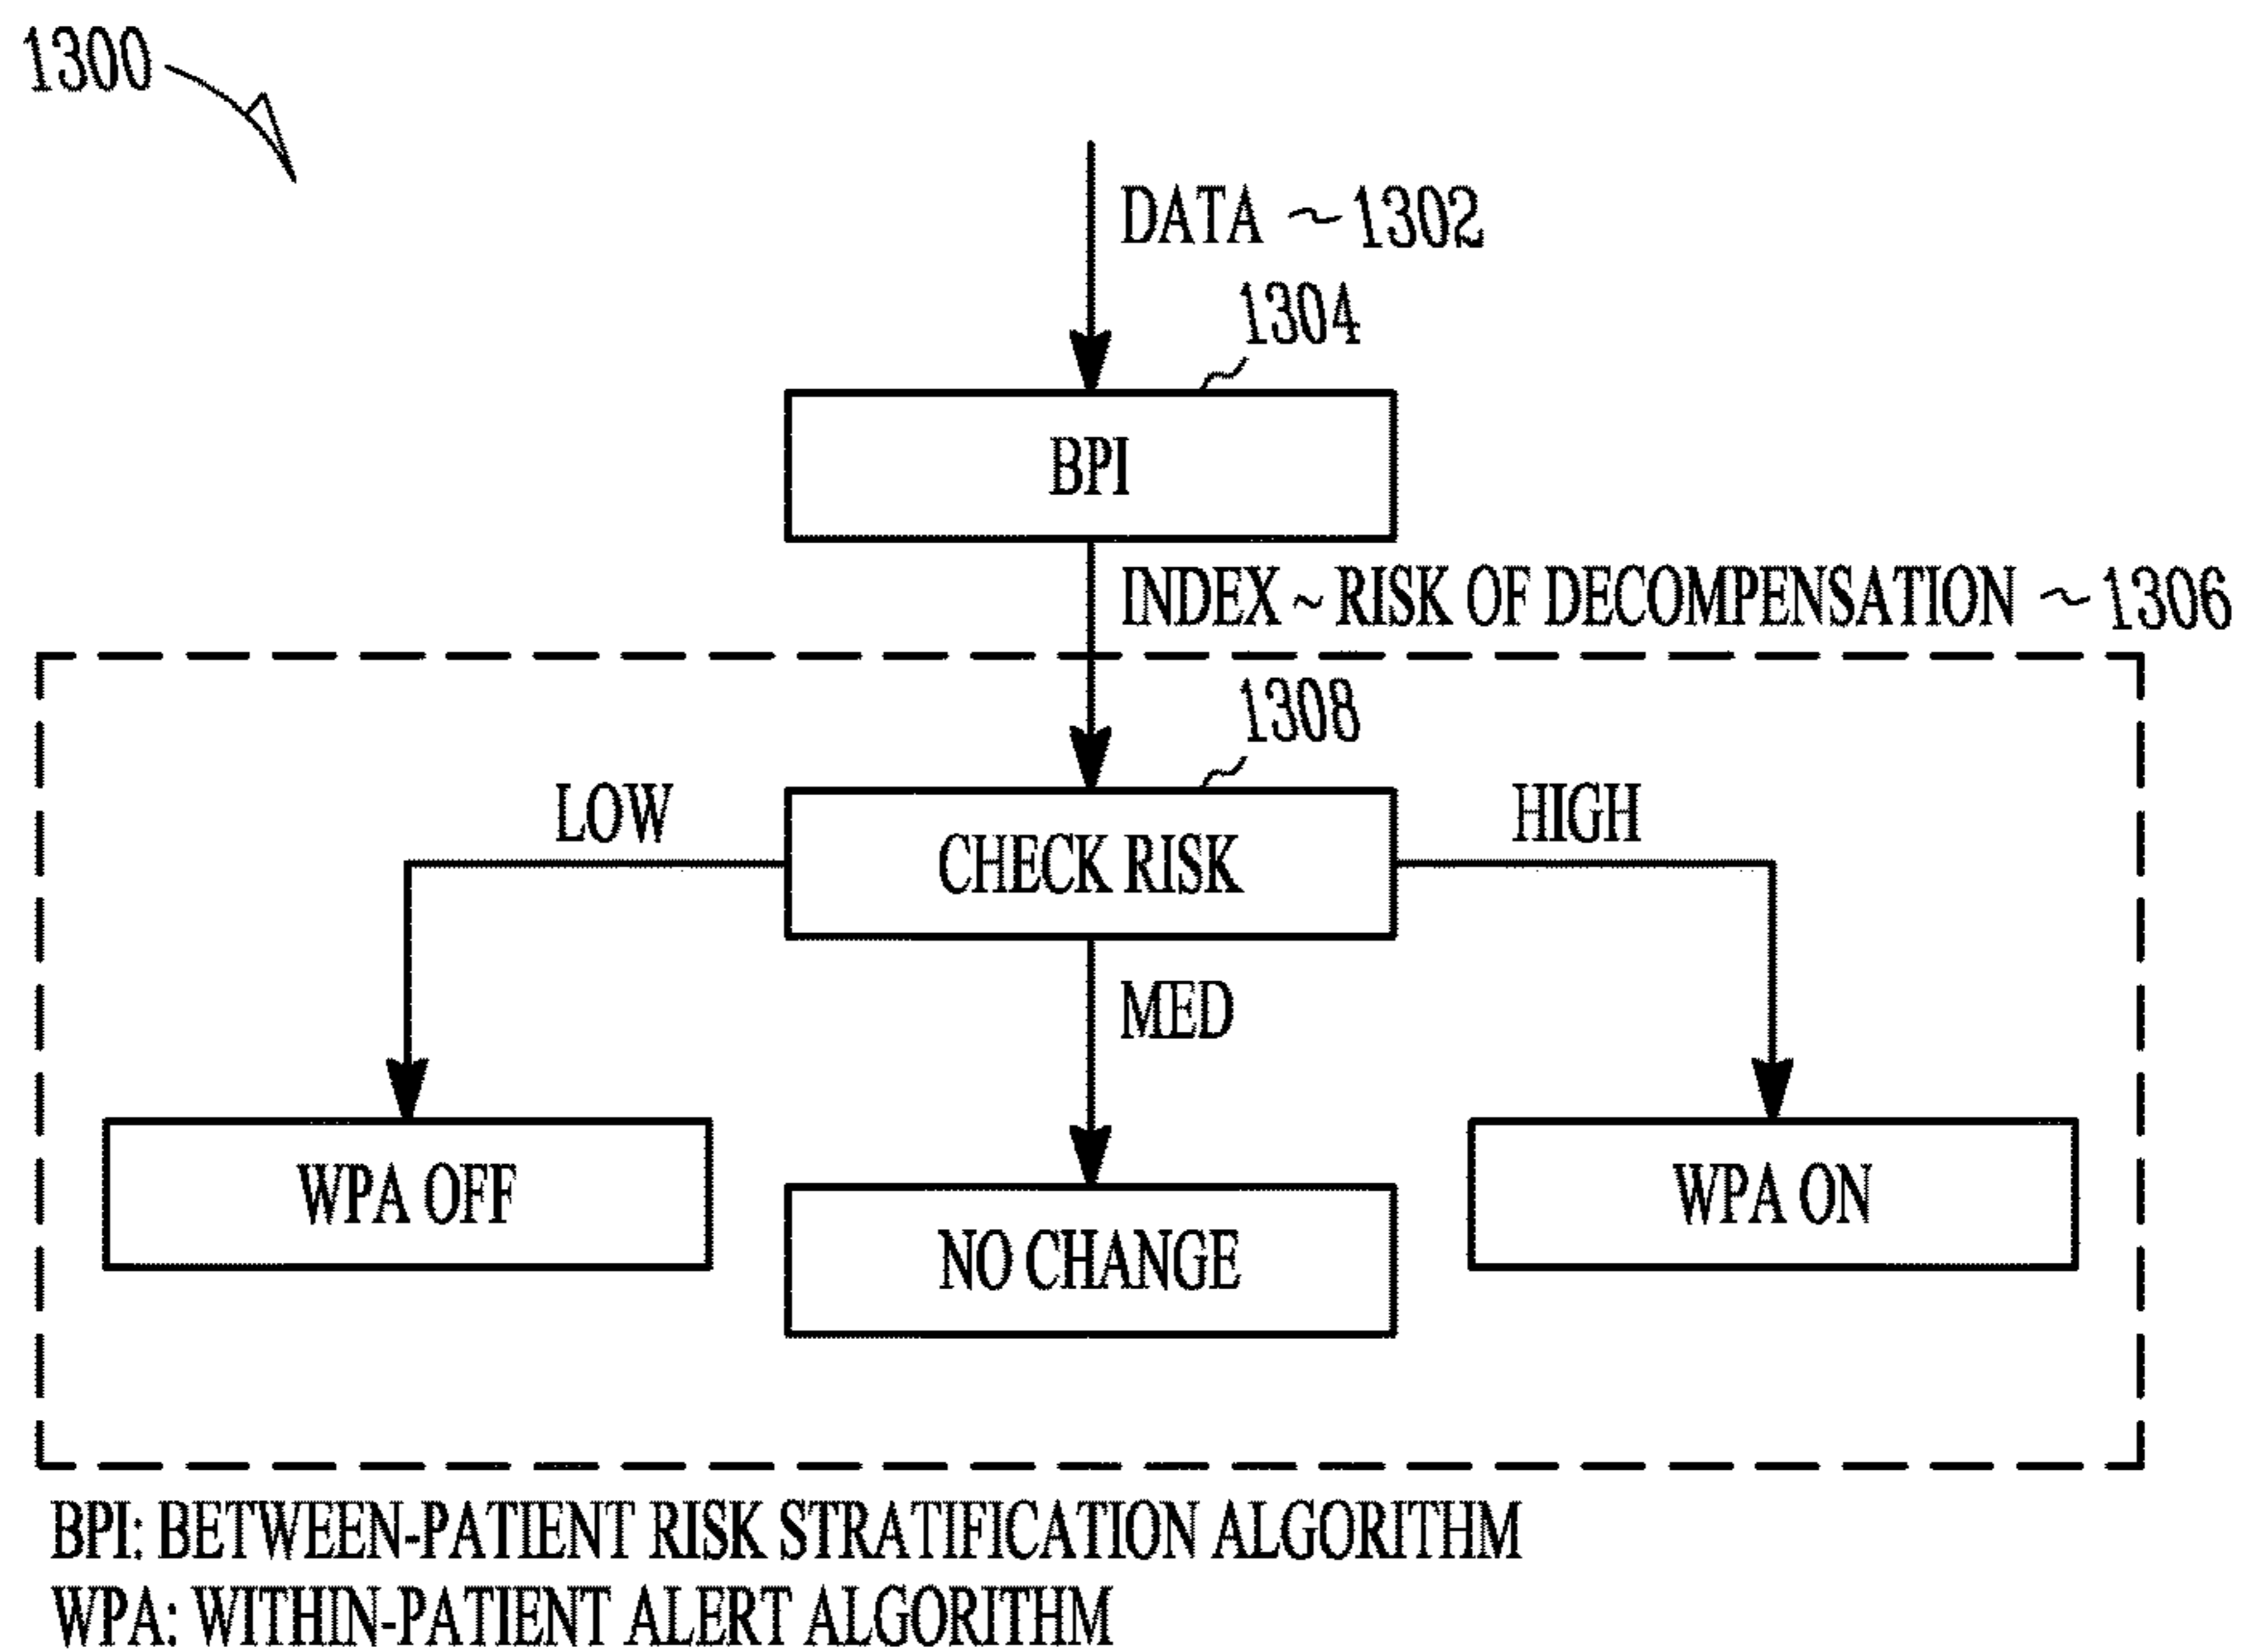 1300
DATA ~ 1302
1304
BPI
INDEX ~ RISK OF DECOMPENSATION ~ 1306
1308
LOW
HIGH
CHECK RISK
MED
WPA OFF
WPA ON
NO CHANGE
BPI: BETWEEN-PATIENT RISK STRATIFICATION ALGORITHM
WPA: WITHIN-PATIENT ALERT ALGORITHM